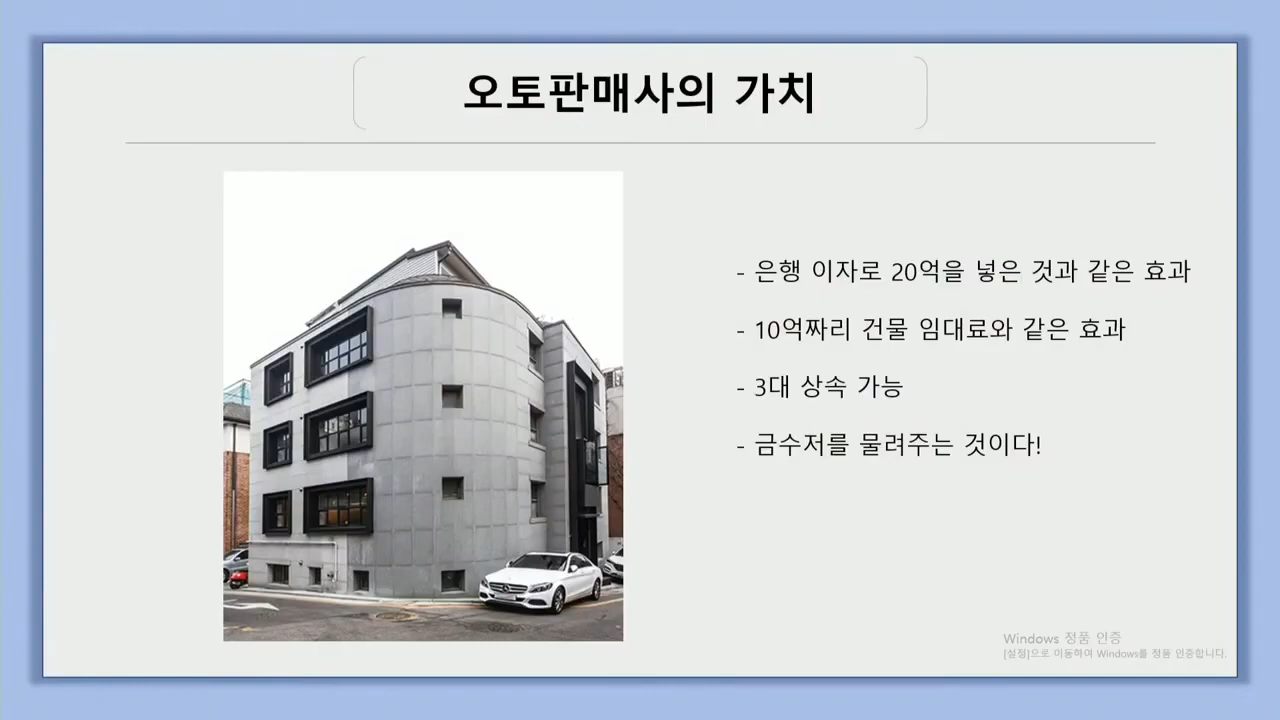 오토판매사의 가치
- 은행 이자로 20억을 넣은 것과 같은 효과
- 10억짜리 건물 임대료와 같은 효과
- 3대 상속 가능
- 금수저를 물려주는 것이다!
Windows 정품 인증
[설정]으로 이동하여 Windows를 정품 인증합니다.